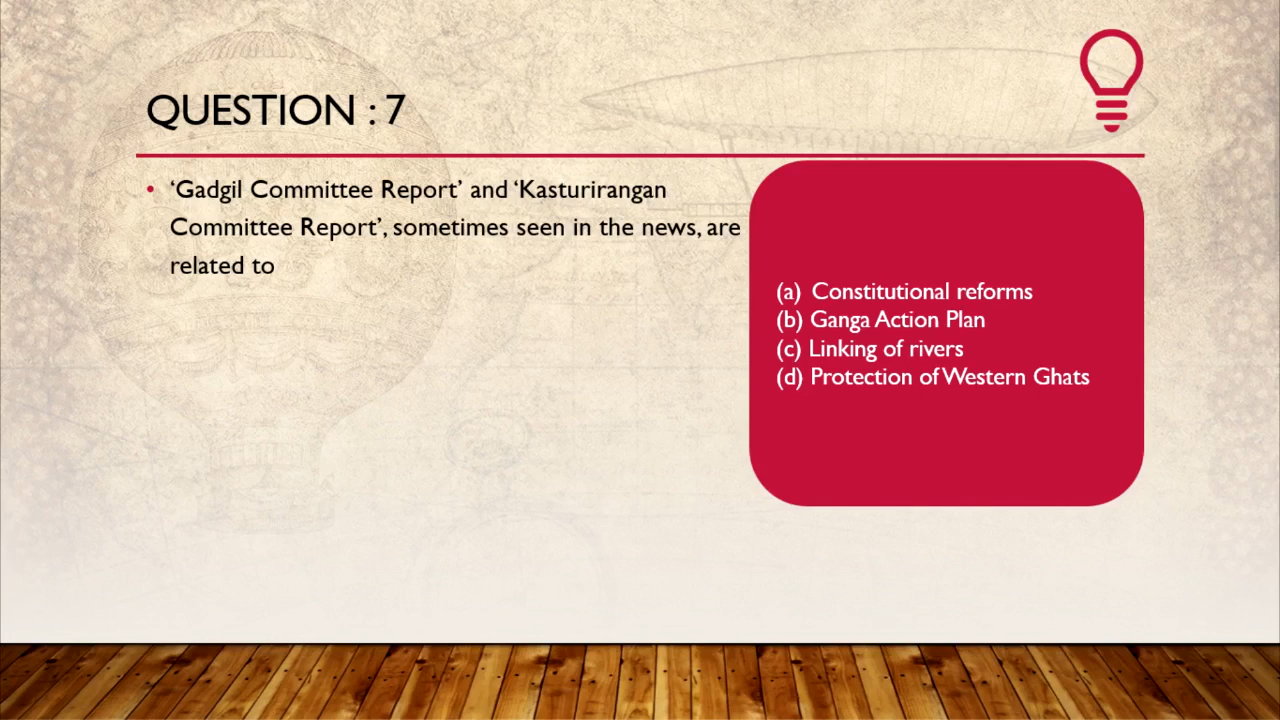 QUESTION : 7
• ‘Gadgil Committee Report’ and ‘Kasturirangan
Committee Report’, sometimes seen in the news, are
related to
(a) Constitutional reforms
(b) Ganga Action Plan
(c) Linking of rivers
(d) Protection of Western Ghats